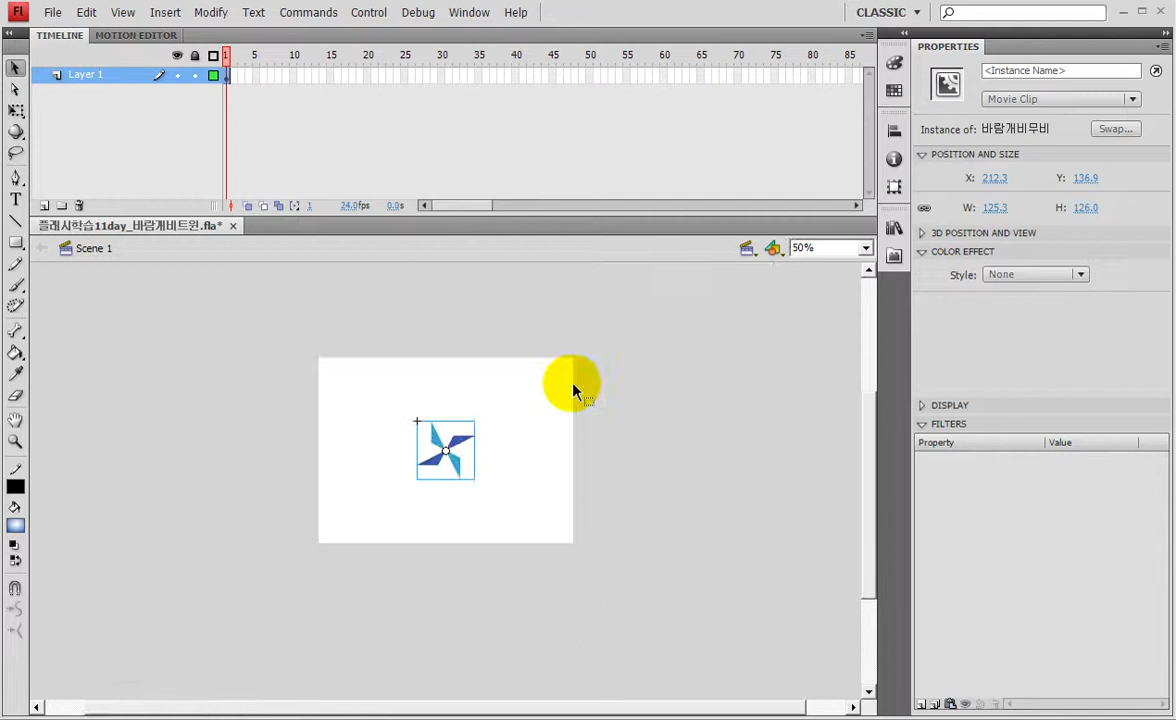 Fl File Edit View Insert Modify Text Commands Control Debug Window Help CLASSIC
TIMELINE MOTION EDITOR
PROPERTIES
1 5 10 15 20 25 30 35 40 45 50 55 60 65 70 75 80 85
Layer 1
<Instance Name>
Movie Clip
Instance of: 바람개비무비 Swap...
POSITION AND SIZE
X: 212.3 Y: 136.9
W: 125.3 H: 126.0
1 24.0fps 0.0s
플래시학습11day_바람개비트윈.fla*
3D POSITION AND VIEW
Scene 1 50%
COLOR EFFECT
Style: None
DISPLAY
FILTERS
Property Value